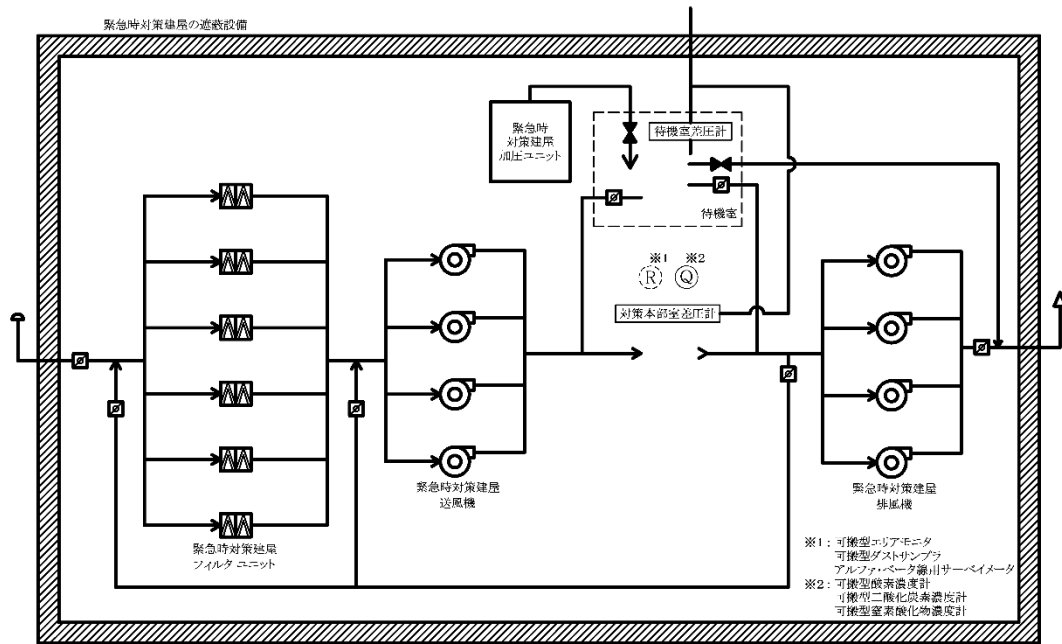 緊急時対策建屋の遮蔽設備
緊急時
対策建屋
加圧ユニット
待機室差圧計
待機室
※1
※2
R
Q
対策本部室差圧計
緊急時対策建屋
送風機
緊急時対策建屋
排風機
緊急時対策建屋
フィルタユニット
※1：可搬型エリアモニタ
可搬型ダストサンプラ
アルファ・ベータ線用サーベイメータ
※2：可搬型酸素濃度計
可搬型二酸化炭素濃度計
可搬型窒素酸化物濃度計